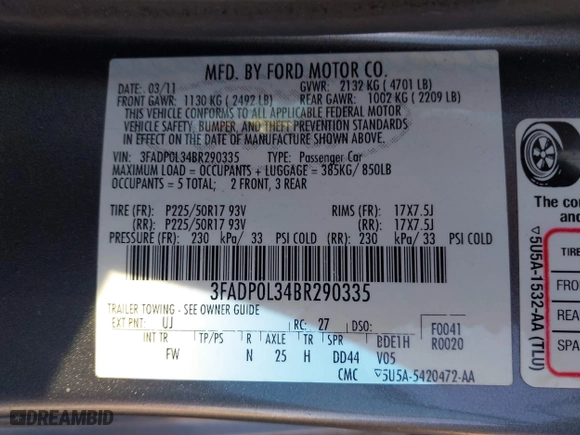 MFD. BY FORD MOTOR CO.
DATE: 03/11 GVWR: 2132 KG ( 4701 LB)
FRONT GAWR: 1130 KG ( 2492 LB) REAR GAWR: 1002 KG ( 2209 LB)
THIS VEHICLE CONFORMS TO ALL APPLICABLE FEDERAL MOTOR
VEHICLE SAFETY, BUMPER, AND THEFT PREVENTION STANDARDS
IN EFFECT ON THE DATE OF MANUFACTURE SHOWN ABOVE.
VIN: 3FADP0L34BR290335 TYPE: Passenger Car
MAXIMUM LOAD = OCCUPANTS + LUGGAGE = 385KG/ 850LB
OCCUPANTS = 5 TOTAL; 2 FRONT, 3 REAR
TIRE (FR): P225/50R17 93V RIMS (FR): 17X7.5J
(RR): P225/50R17 93V (RR): 17X7.5J
PRESSURE (FR): 230 kPa/ 33 PSI COLD (RR): 230 kPa/ 33 PSI COLD
3FADP0L34BR290335
TRAILER TOWING - SEE OWNER GUIDE
EXT PNT: UJ RC: 27 DSO: F0041
INT TR TP/PS R AXLE TR SPR BDE1H R0020
FW N 25 H DD44 V05
CMC ▽5U5A-5420472-AA
The co
and
TIRE
FRO
REA
SPA
▽5U5A-1532-AA (TLU)
DREAMBID